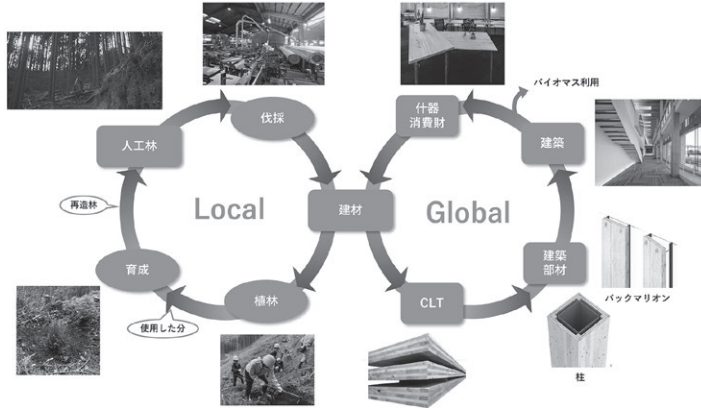 バイオマス利用
伐採
什器
消費財
人工林
建築
再造林
Local
建材
Global
育成
植林
CLT
建築
部材
使用した分
バックマリオン
柱